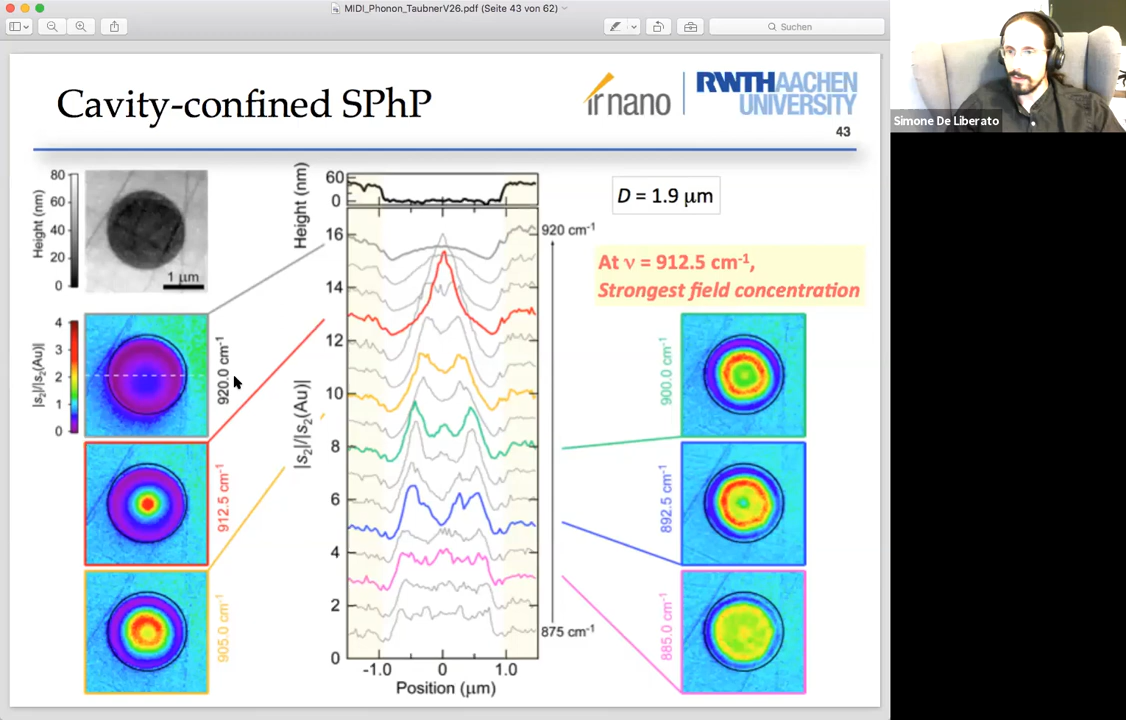 MIDI_Phonon_TaubnerV26.pdf (Seite 43 von 62)
Suchen
Cavity-confined SPhP
irnano
RWTHAACHEN
UNIVERSITY
43
Simone De Liberato
Height (nm)
80
60
40
20
0
1 μm
|s₂|/|s₂(Au)|
4
3
2
1
0
920.0 cm⁻¹
912.5 cm⁻¹
905.0 cm⁻¹
Height (nm)
60
0
|s₂|/|s₂(Au)|
16
14
12
10
8
6
4
2
0
-1.0
0
1.0
Position (μm)
920 cm⁻¹
875 cm⁻¹
D = 1.9 μm
At ν = 912.5 cm⁻¹,
Strongest field concentration
900.0 cm⁻¹
892.5 cm⁻¹
885.0 cm⁻¹